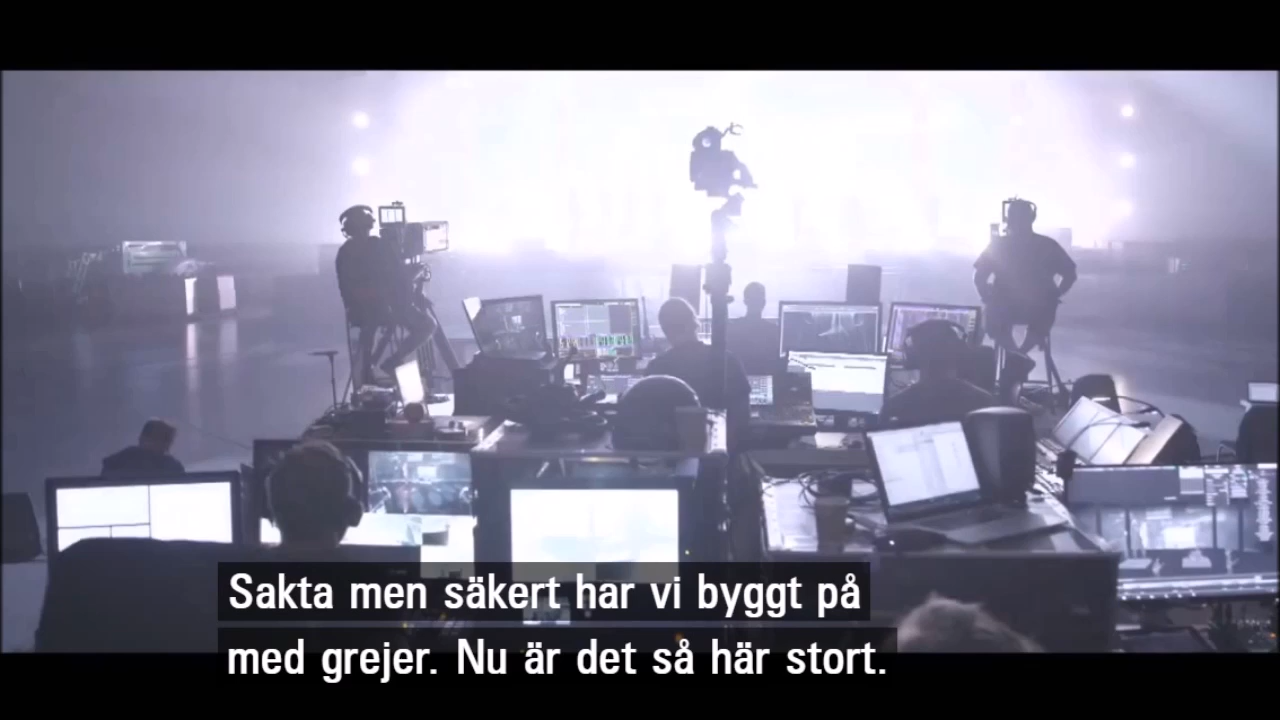 Sakta men säkert har vi byggt på
med grejer. Nu är det så här stort.